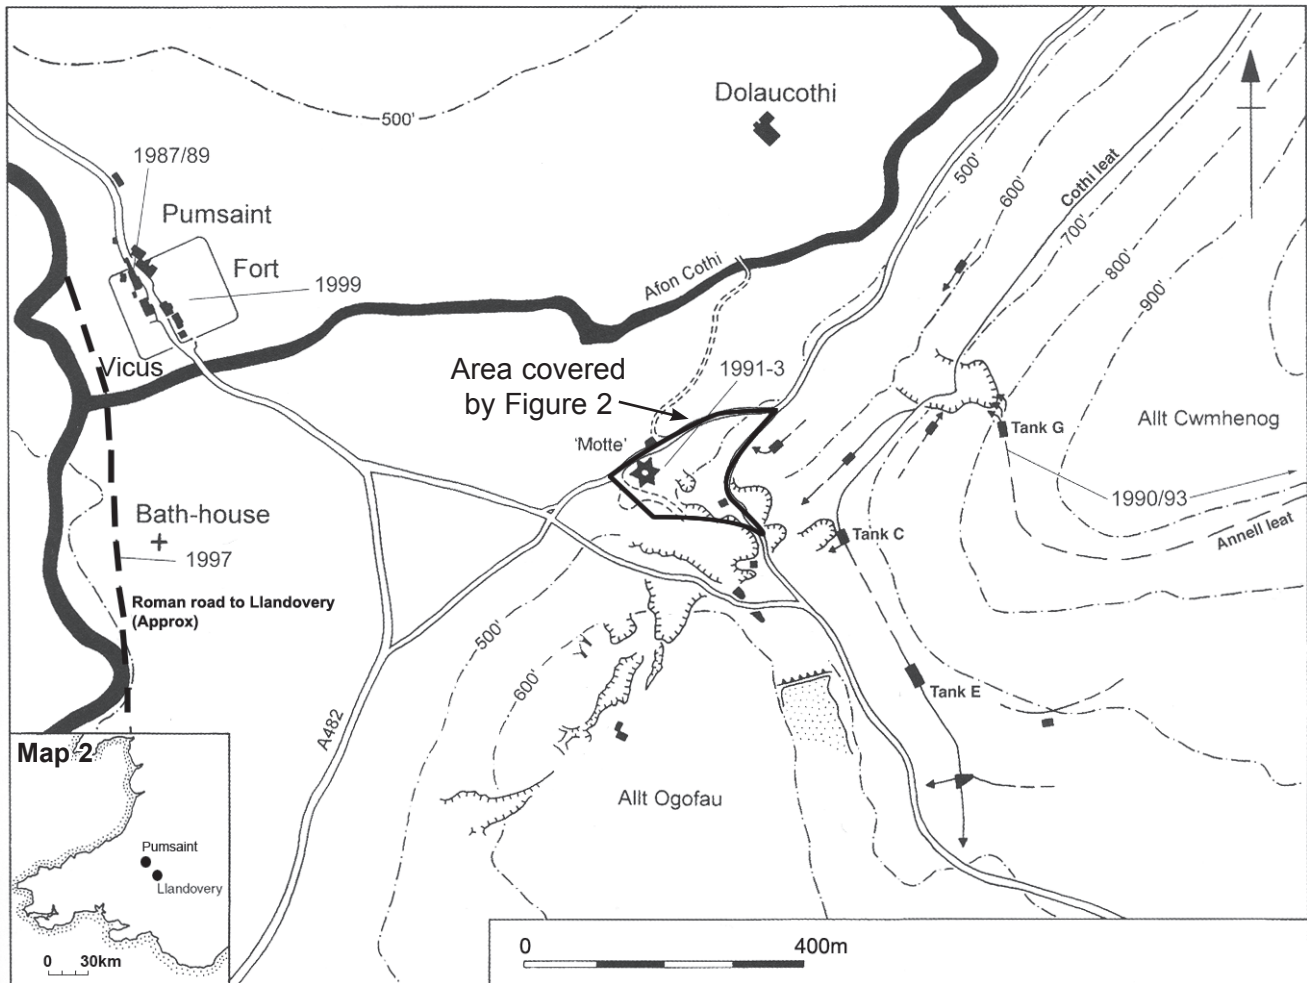 Dolaucothi
500'
1987/89
Pumsaint
500'
600'
Cothi leat
700'
800'
900'
Fort
1999
Afon Cothi
Vicus
Area covered
by Figure 2
1991-3
'Motte'
Tank G
Allt Cwmhenog
1990/93
Annell leat
Tank C
Bath-house
1997
Roman road to Llandovery
(Approx)
500'
600'
Tank E
A482
Allt Ogofau
Map 2
Pumsaint
Llandovery
0 30km
0 400m